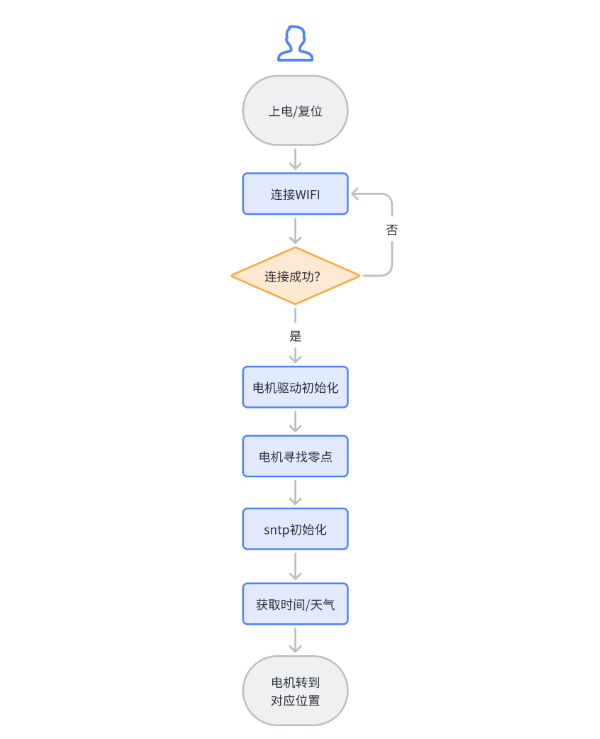 上电/复位
连接WIFI
否
连接成功?
是
电机驱动初始化
电机寻找零点
sntp初始化
获取时间/天气
电机转到
对应位置